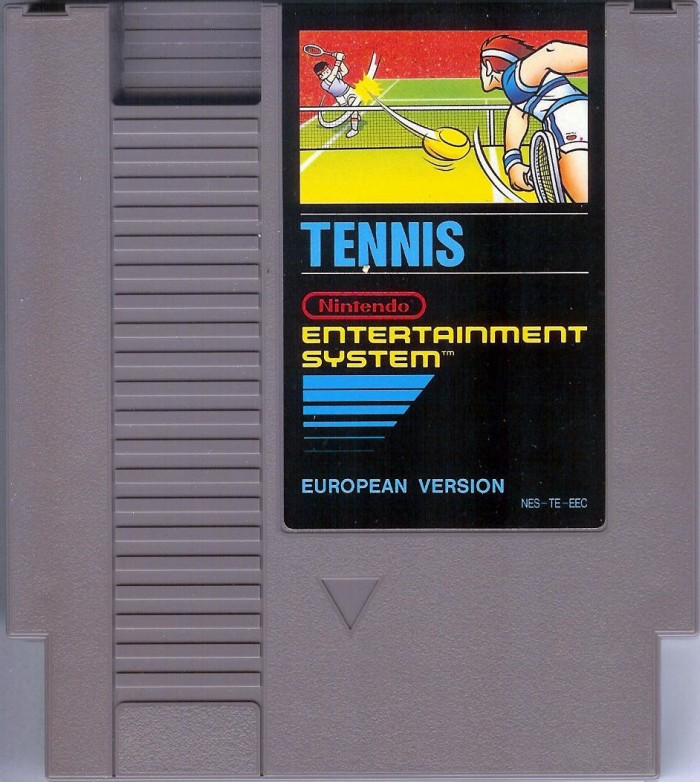 TENNIS
Nintendo
ENTERTAINMENT
SYSTEM™
EUROPEAN VERSION
NES-TE-EEC